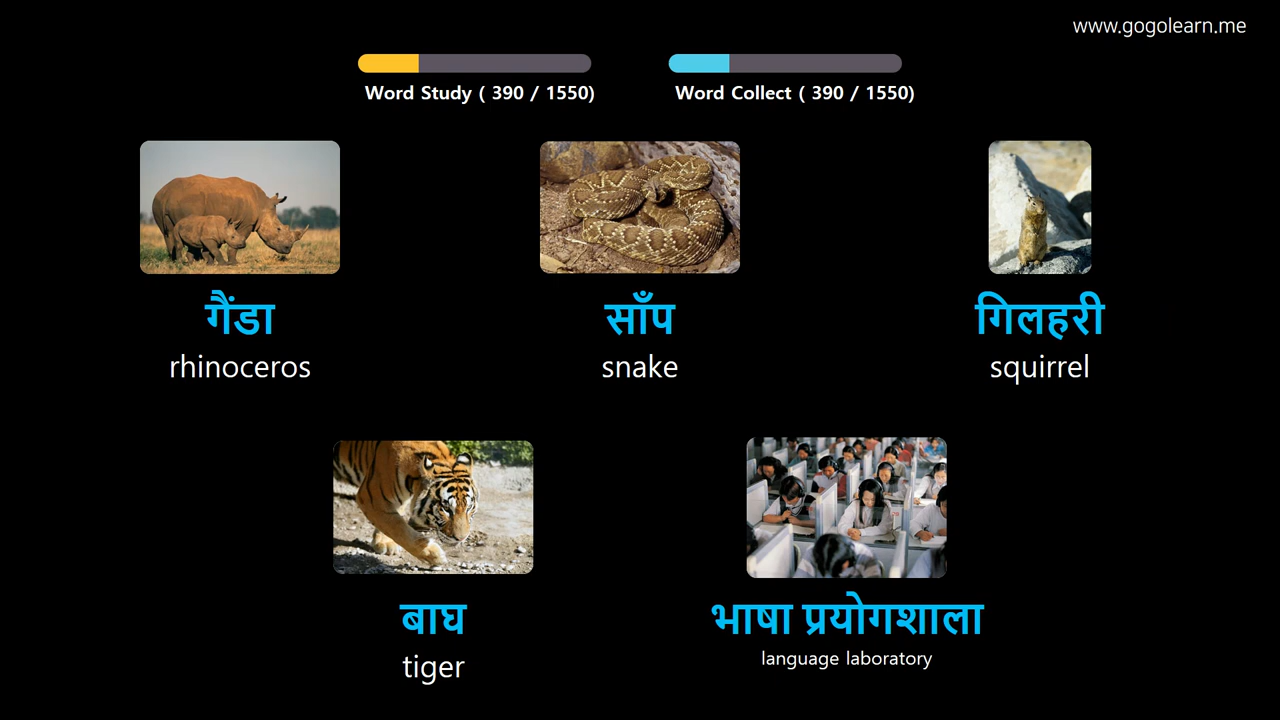 www.gogolearn.me
Word Study ( 390 / 1550)
Word Collect ( 390 / 1550)
गैंडा
rhinoceros
साँप
snake
गिलहरी
squirrel
बाघ
tiger
भाषा प्रयोगशाला
language laboratory